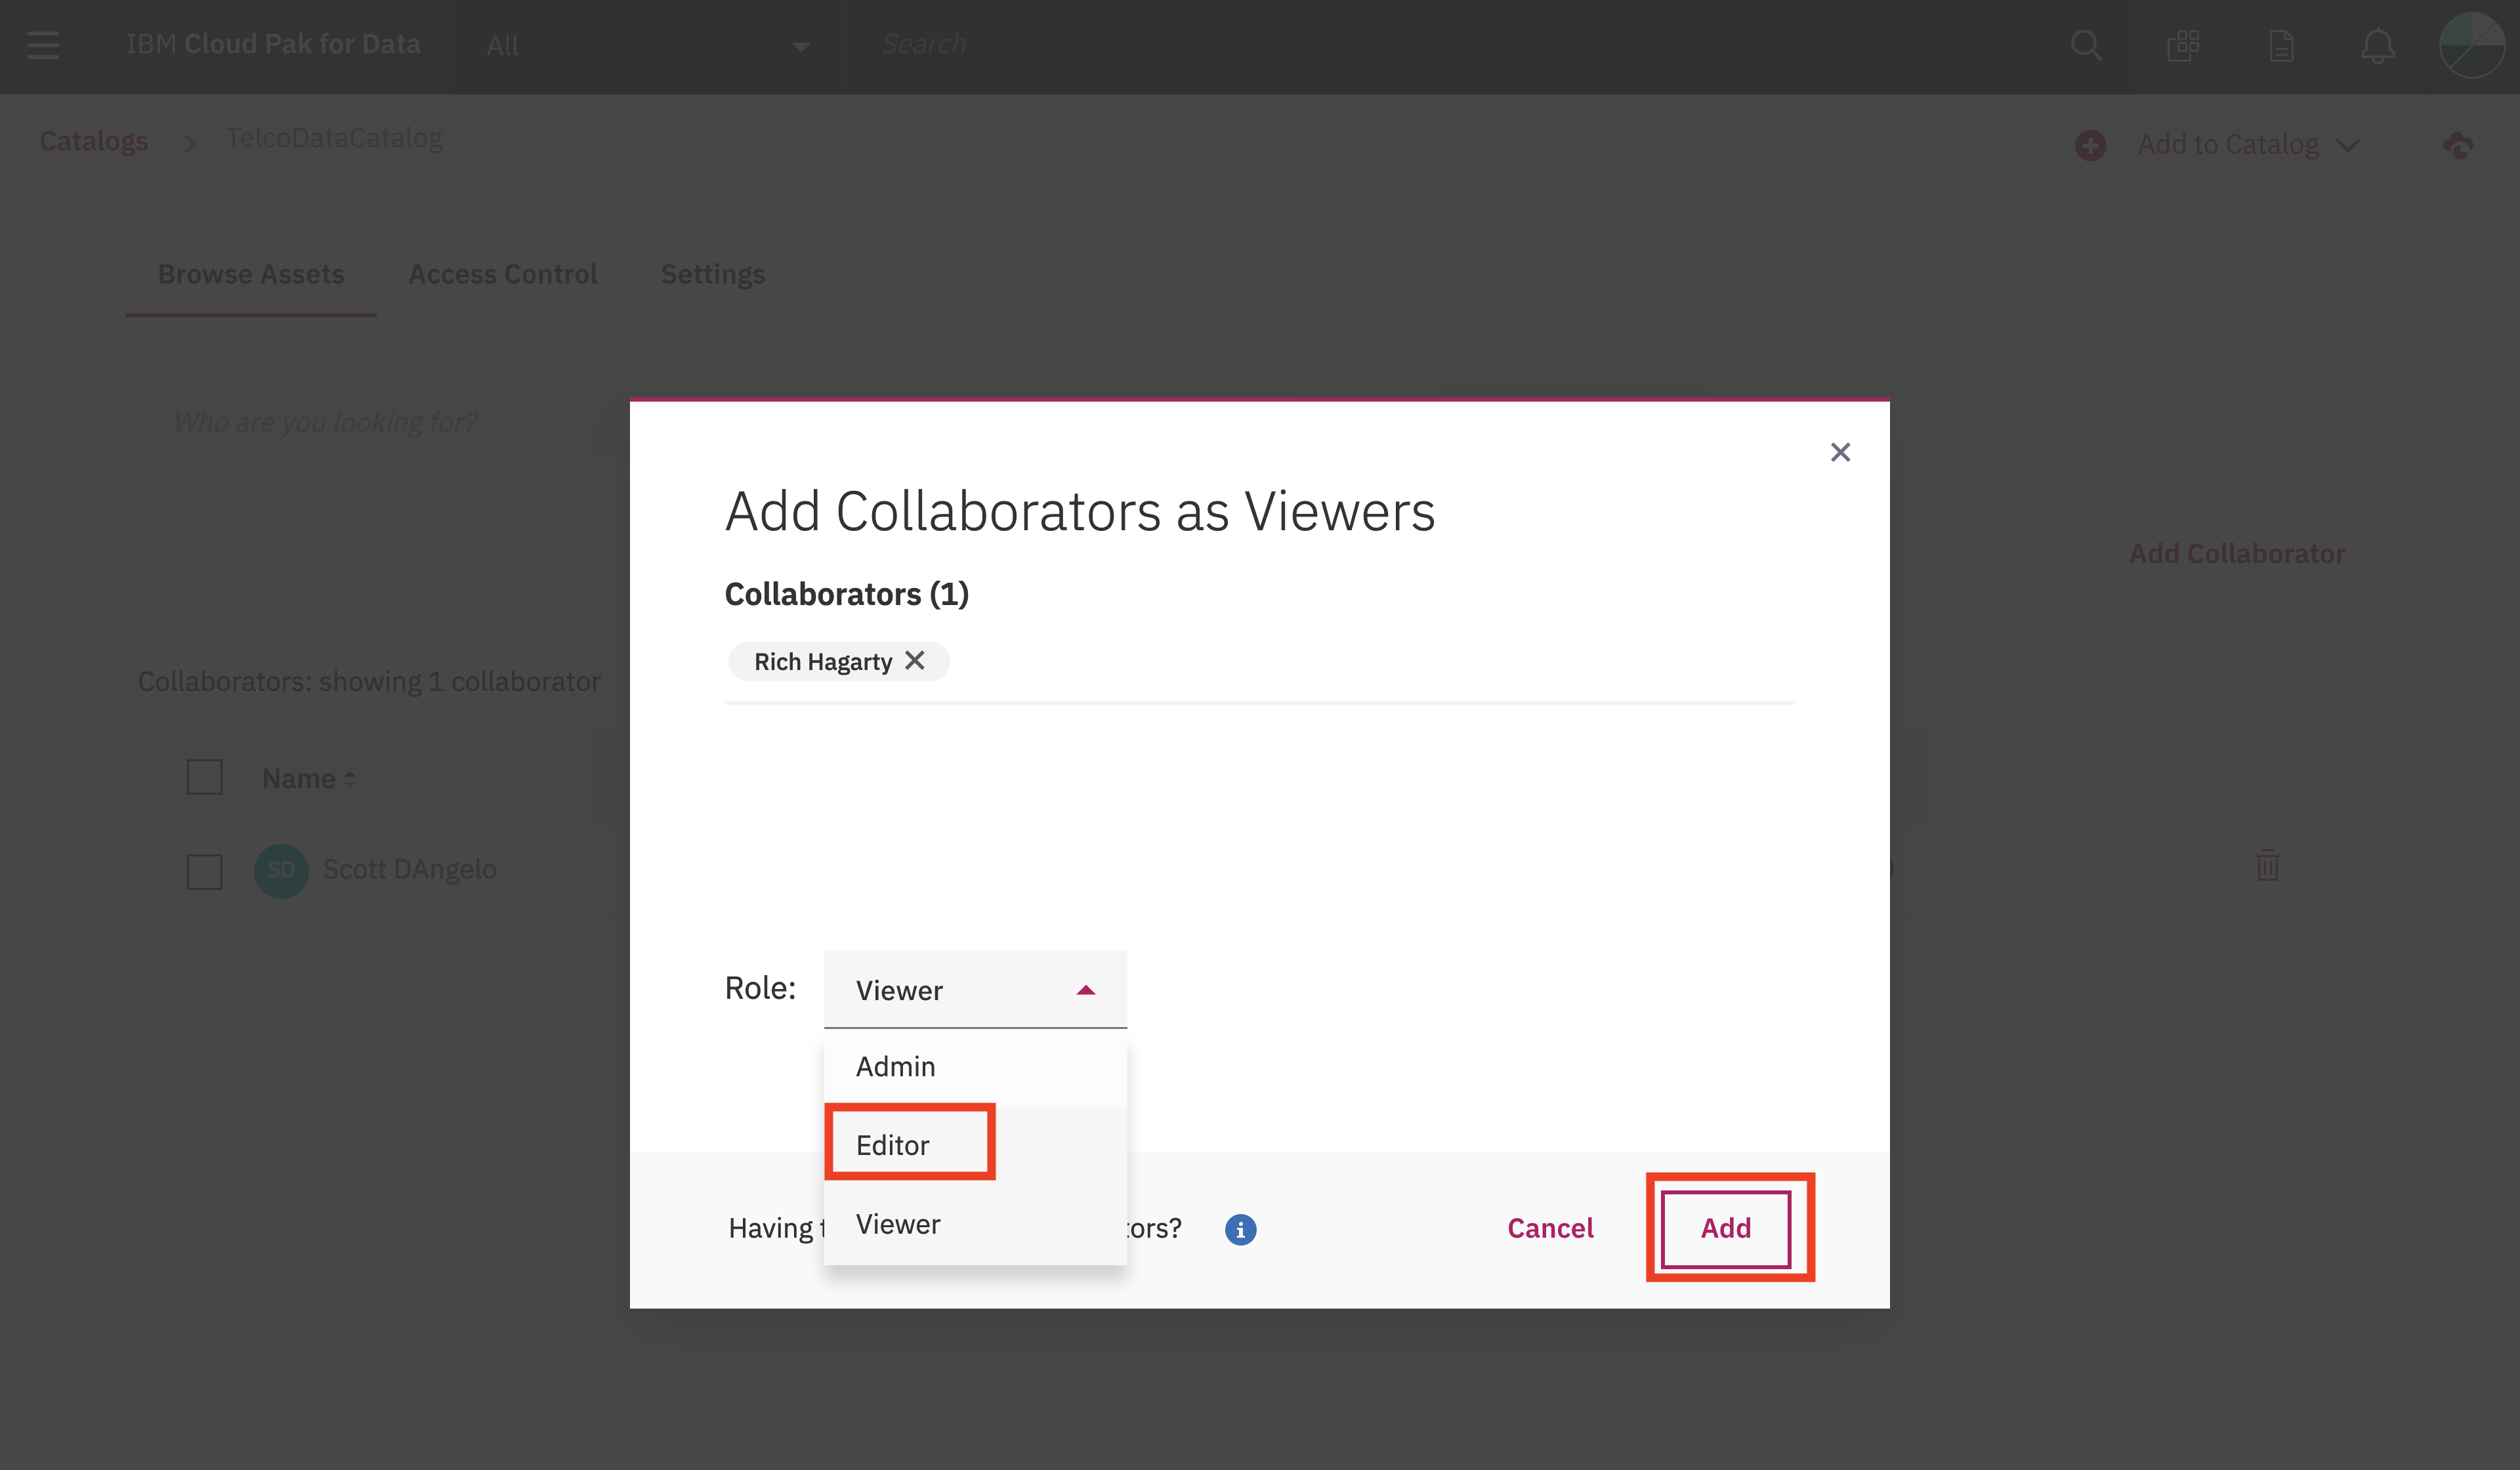 IBM Cloud Pak for Data
All
Search
Catalogs
TelcoDataCatalog
Add to Catalog
Browse Assets
Access Control
Settings
Who are you looking for?
Add Collaborators as Viewers
Add Collaborator
Collaborators (1)
Rich Hagarty
Collaborators: showing 1 collaborator
Name
SD Scott DAngelo
Role:
Viewer
Admin
Editor
Viewer
Having
Cancel
Add